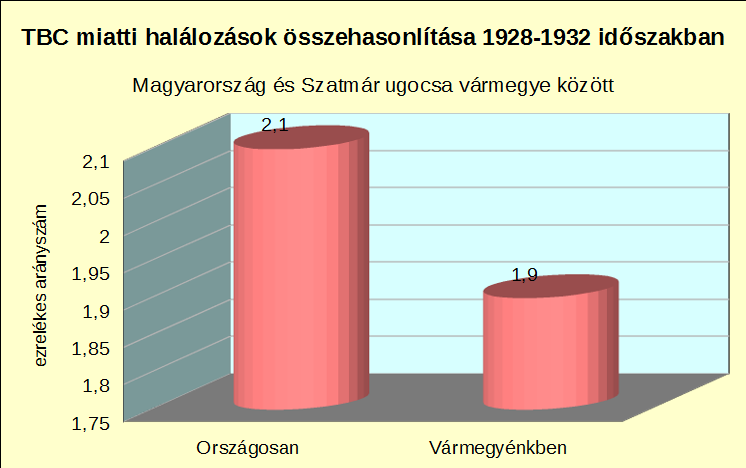 TBC miatti halálozások összehasonlítása 1928-1932 időszakban
Magyarország és Szatmár ugocsa vármegye között
2,1
2,1
2,05
2
1,95
1,9
1,9
1,85
1,8
1,75
ezrelékes arányszám
Országosan
Vármegyénkben